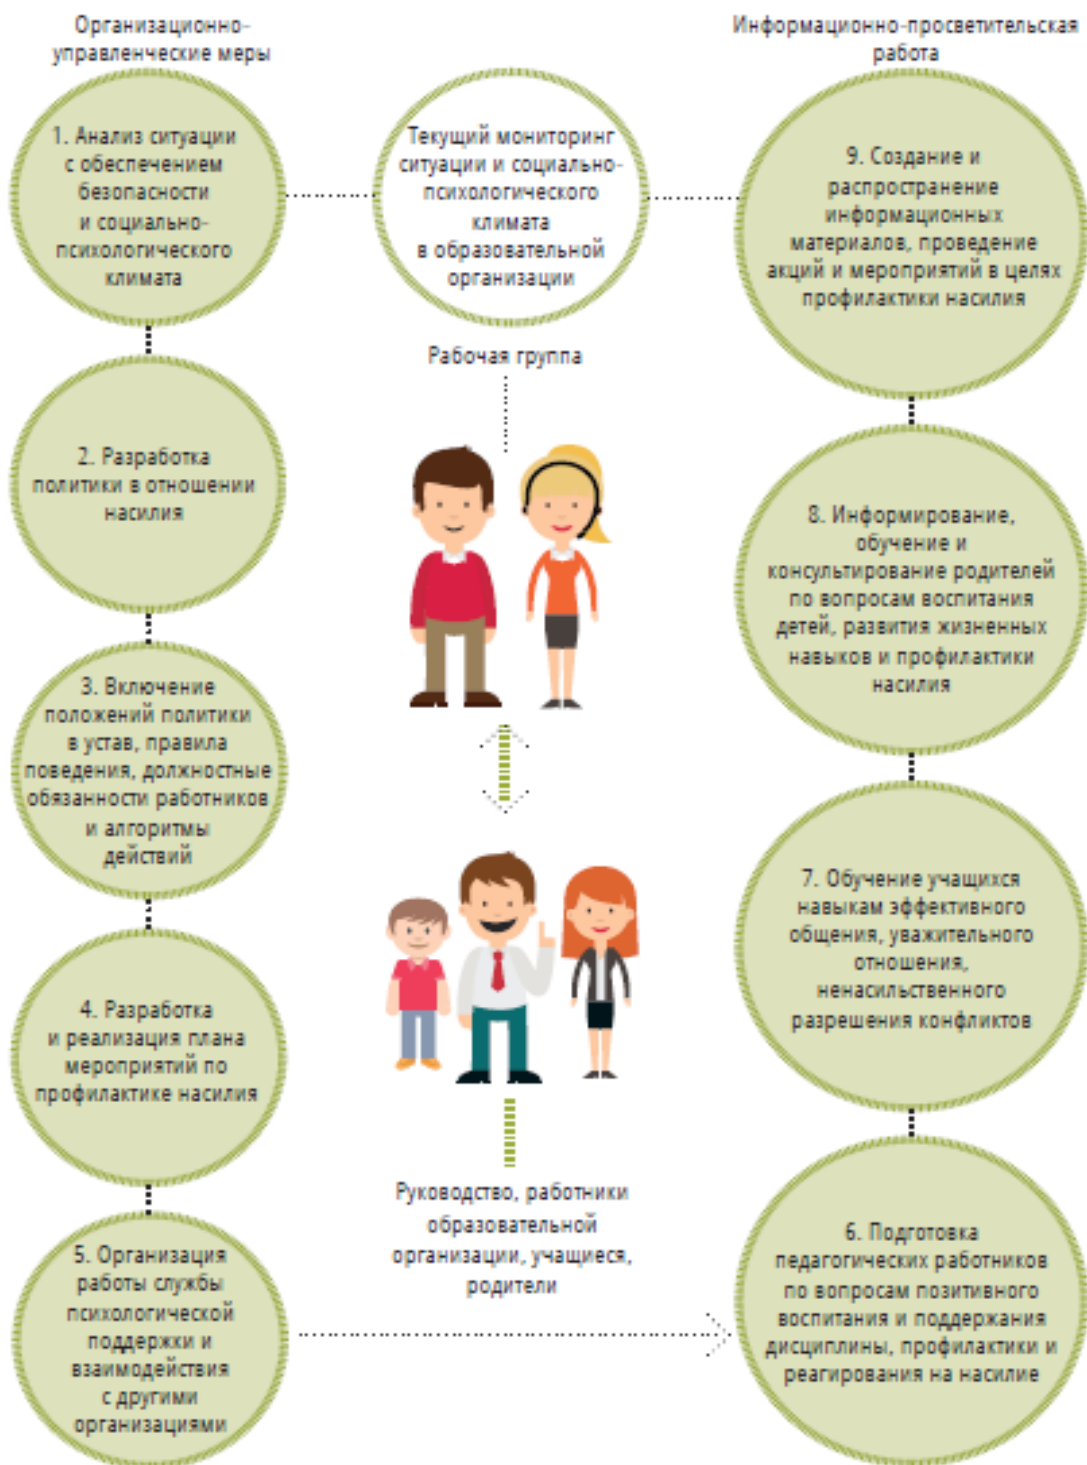 Организационно-
управленческие меры
1. Анализ ситуации
с обеспечением
безопасности
и социально-
психологического
климата
2. Разработка
политики в отношении
насилия
3. Включение
положений политики
в устав, правила
поведения, должностные
обязанности работников
и алгоритмы
действий
4. Разработка
и реализация плана
мероприятий по
профилактике насилия
5. Организация
работы службы
психологической
поддержки и
взаимодействия
с другими
организациями
Текущий мониторинг
ситуации и социально-
психологического
климата
в образовательной
организации
Рабочая группа
Руководство, работники
образовательной
организации, учащиеся,
родители
Информационно-просветительская
работа
9. Создание и
распространение
информационных
материалов, проведение
акций и мероприятий в целях
профилактики насилия
8. Информирование,
обучение и
консультирование родителей
по вопросам воспитания
детей, развития жизненных
навыков и профилактики
насилия
7. Обучение учащихся
навыкам эффективного
общения, уважительного
отношения,
ненасильственного
разрешения конфликтов
6. Подготовка
педагогических работников
по вопросам позитивного
воспитания и поддержания
дисциплины, профилактики и
реагирования на насилие